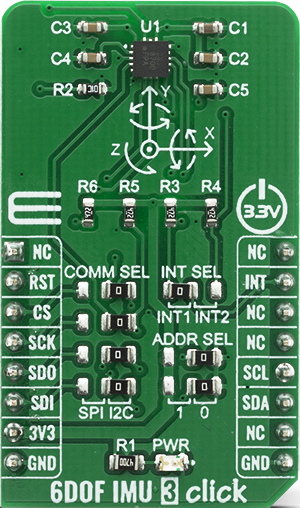 U1
C3 C1
C4 C2
R2 C5
Y
Z X
R6 R5 R3 R4
3.3V
NC NC
COMM SEL INT SEL
RST INT
CS INT1 INT2 NC
SCK ADDR SEL NC
SDO SCL
SDI SPI I2C 1 0 SDA
3V3 R1 PWR NC
4700
GND GND
6DOF IMU 3 click